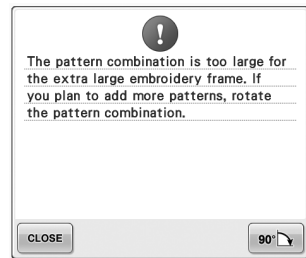 The pattern combination is too large for
the extra large embroidery frame. If
you plan to add more patterns, rotate
the pattern combination.
CLOSE
90°